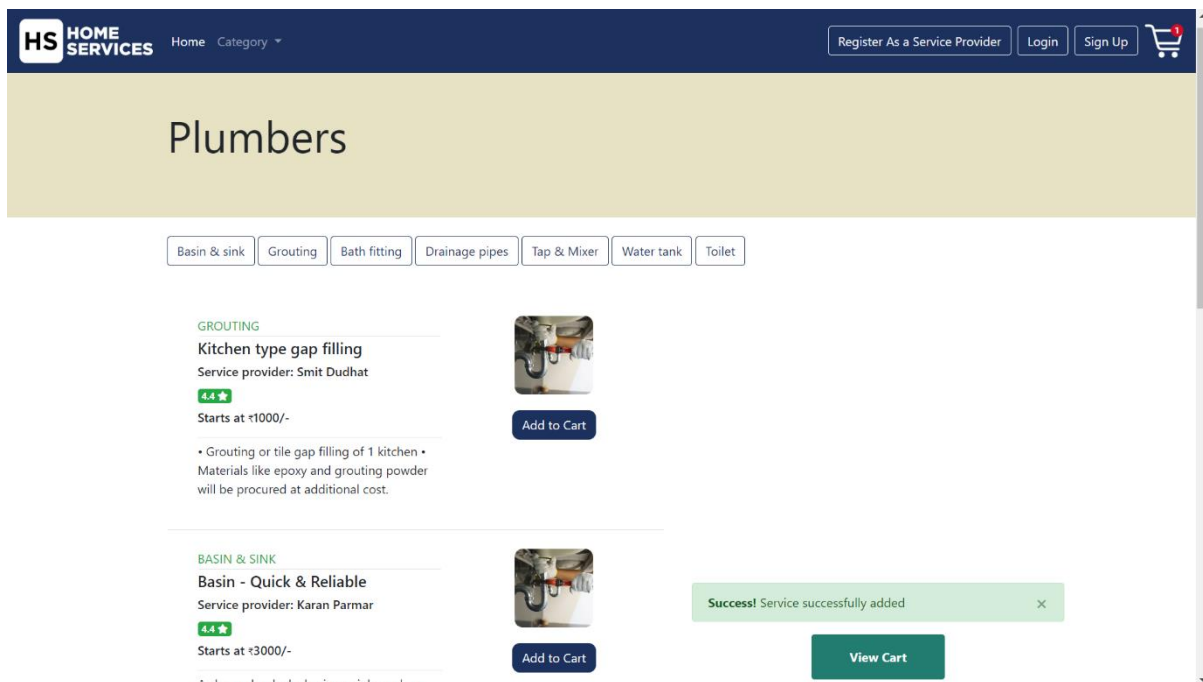 HS HOME SERVICES Home Category Register As a Service Provider Login Sign Up 1
Plumbers
Basin & sink Grouting Bath fitting Drainage pipes Tap & Mixer Water tank Toilet
GROUTING
Kitchen type gap filling
Service provider: Smit Dudhat
4.4 ★
Starts at ₹1000/-
Add to Cart
• Grouting or tile gap filling of 1 kitchen •
Materials like epoxy and grouting powder
will be procured at additional cost.
BASIN & SINK
Basin - Quick & Reliable
Service provider: Karan Parmar
4.4 ★
Starts at ₹3000/-
Add to Cart
Success! Service successfully added ×
View Cart